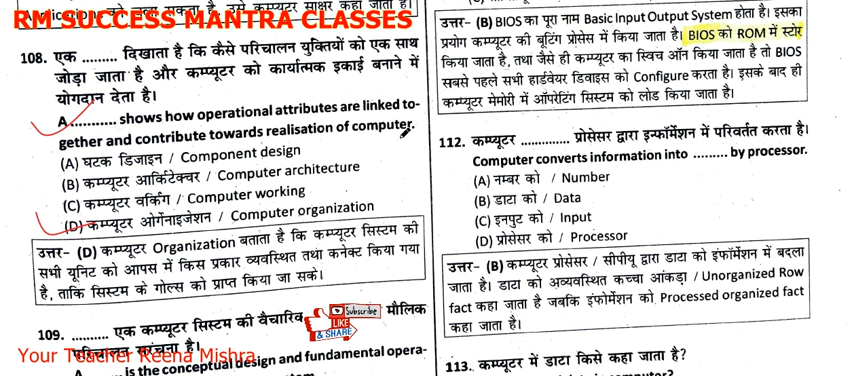 RM SUCCESS MANTRA CLASSES
108. एक ......... दिखाता है कि कैसे परिचालन युक्तियों को एक साथ
जोड़ा जाता है और कम्प्यूटर को कार्यात्मक इकाई बनाने में
योगदान देता है।
A........... shows how operational attributes are linked to-
gether and contribute towards realisation of computer.
(A) घटक डिजाइन / Component design
(B) कम्प्यूटर आर्किटेक्चर / Computer architecture
(C) कम्प्यूटर वर्किंग / Computer working
(D) कम्प्यूटर ओर्गेनाइजेशन / Computer organization
उत्तर- (D) कम्प्यूटर Organization बताता है कि कम्प्यूटर सिस्टम की
सभी यूनिट को आपस में किस प्रकार व्यवस्थित तथा कनेक्ट किया गया
है, ताकि सिस्टम के गोल्स को प्राप्त किया जा सके।
109. .......... एक कम्प्यूटर सिस्टम की वैचारिक मौलिक
Subscribe
LIKE
& SHARE
परिचालन संरचना है।
Your Teacher Reena Mishra
is the conceptual design and fundamental opera-
उत्तर- (B) BIOS का पूरा नाम Basic Input Output System होता है। इसका
प्रयोग कम्प्यूटर की बूटिंग प्रोसेस में किया जाता है। BIOS को ROM में स्टोर
किया जाता है, तथा जैसे ही कम्प्यूटर का स्विच ऑन किया जाता है तो BIOS
सबसे पहले सभी हार्डवेयर डिवाइस को Configure करता है। इसके बाद ही
कम्प्यूटर मेमोरी में ऑपरेटिंग सिस्टम को लोड किया जाता है।
112. कम्प्यूटर .............. प्रोसेसर द्वारा इन्फॉर्मेशन में परिवर्तत करता है।
Computer converts information into ......... by processor.
(A) नम्बर को / Number
(B) डाटा को / Data
(C) इनपुट को / Input
(D) प्रोसेसर को / Processor
उत्तर- (B) कम्प्यूटर प्रोसेसर / सीपीयू द्वारा डाटा को इंफॉर्मेशन में बदला
जाता है। डाटा को अव्यवस्थित कच्चा आंकड़ा / Unorganized Row
fact कहा जाता है जबकि इंफोर्मेशन को Processed organized fact
कहा जाता है।
113. कम्प्यूटर में डाटा किसे कहा जाता है?